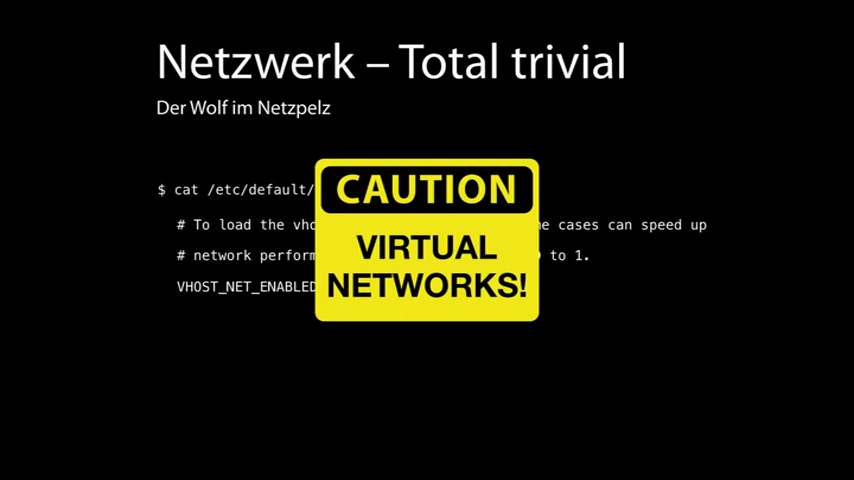 Netzwerk – Total trivial
Der Wolf im Netzpelz
$ cat /etc/default/
CAUTION
# To load the vho
e cases can speed up
VIRTUAL
# network perform
to 1.
NETWORKS!
VHOST_NET_ENABLED